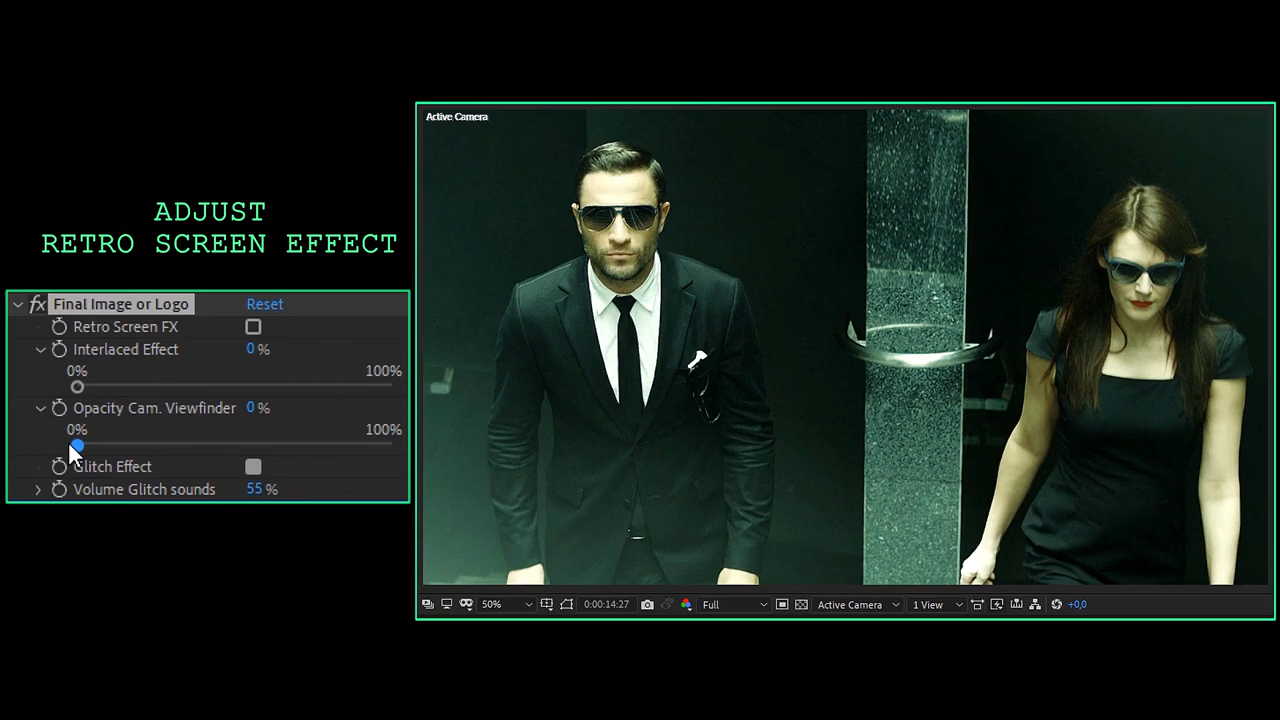 ADJUST
RETRO SCREEN EFFECT
fx Final Image or Logo Reset
Retro Screen FX
Interlaced Effect 0 %
0% 100%
Opacity Cam. Viewfinder 0 %
0% 100%
Glitch Effect
Volume Glitch sounds 55 %
Active Camera
50% 0:00:14:27 Full Active Camera 1 View +0,0